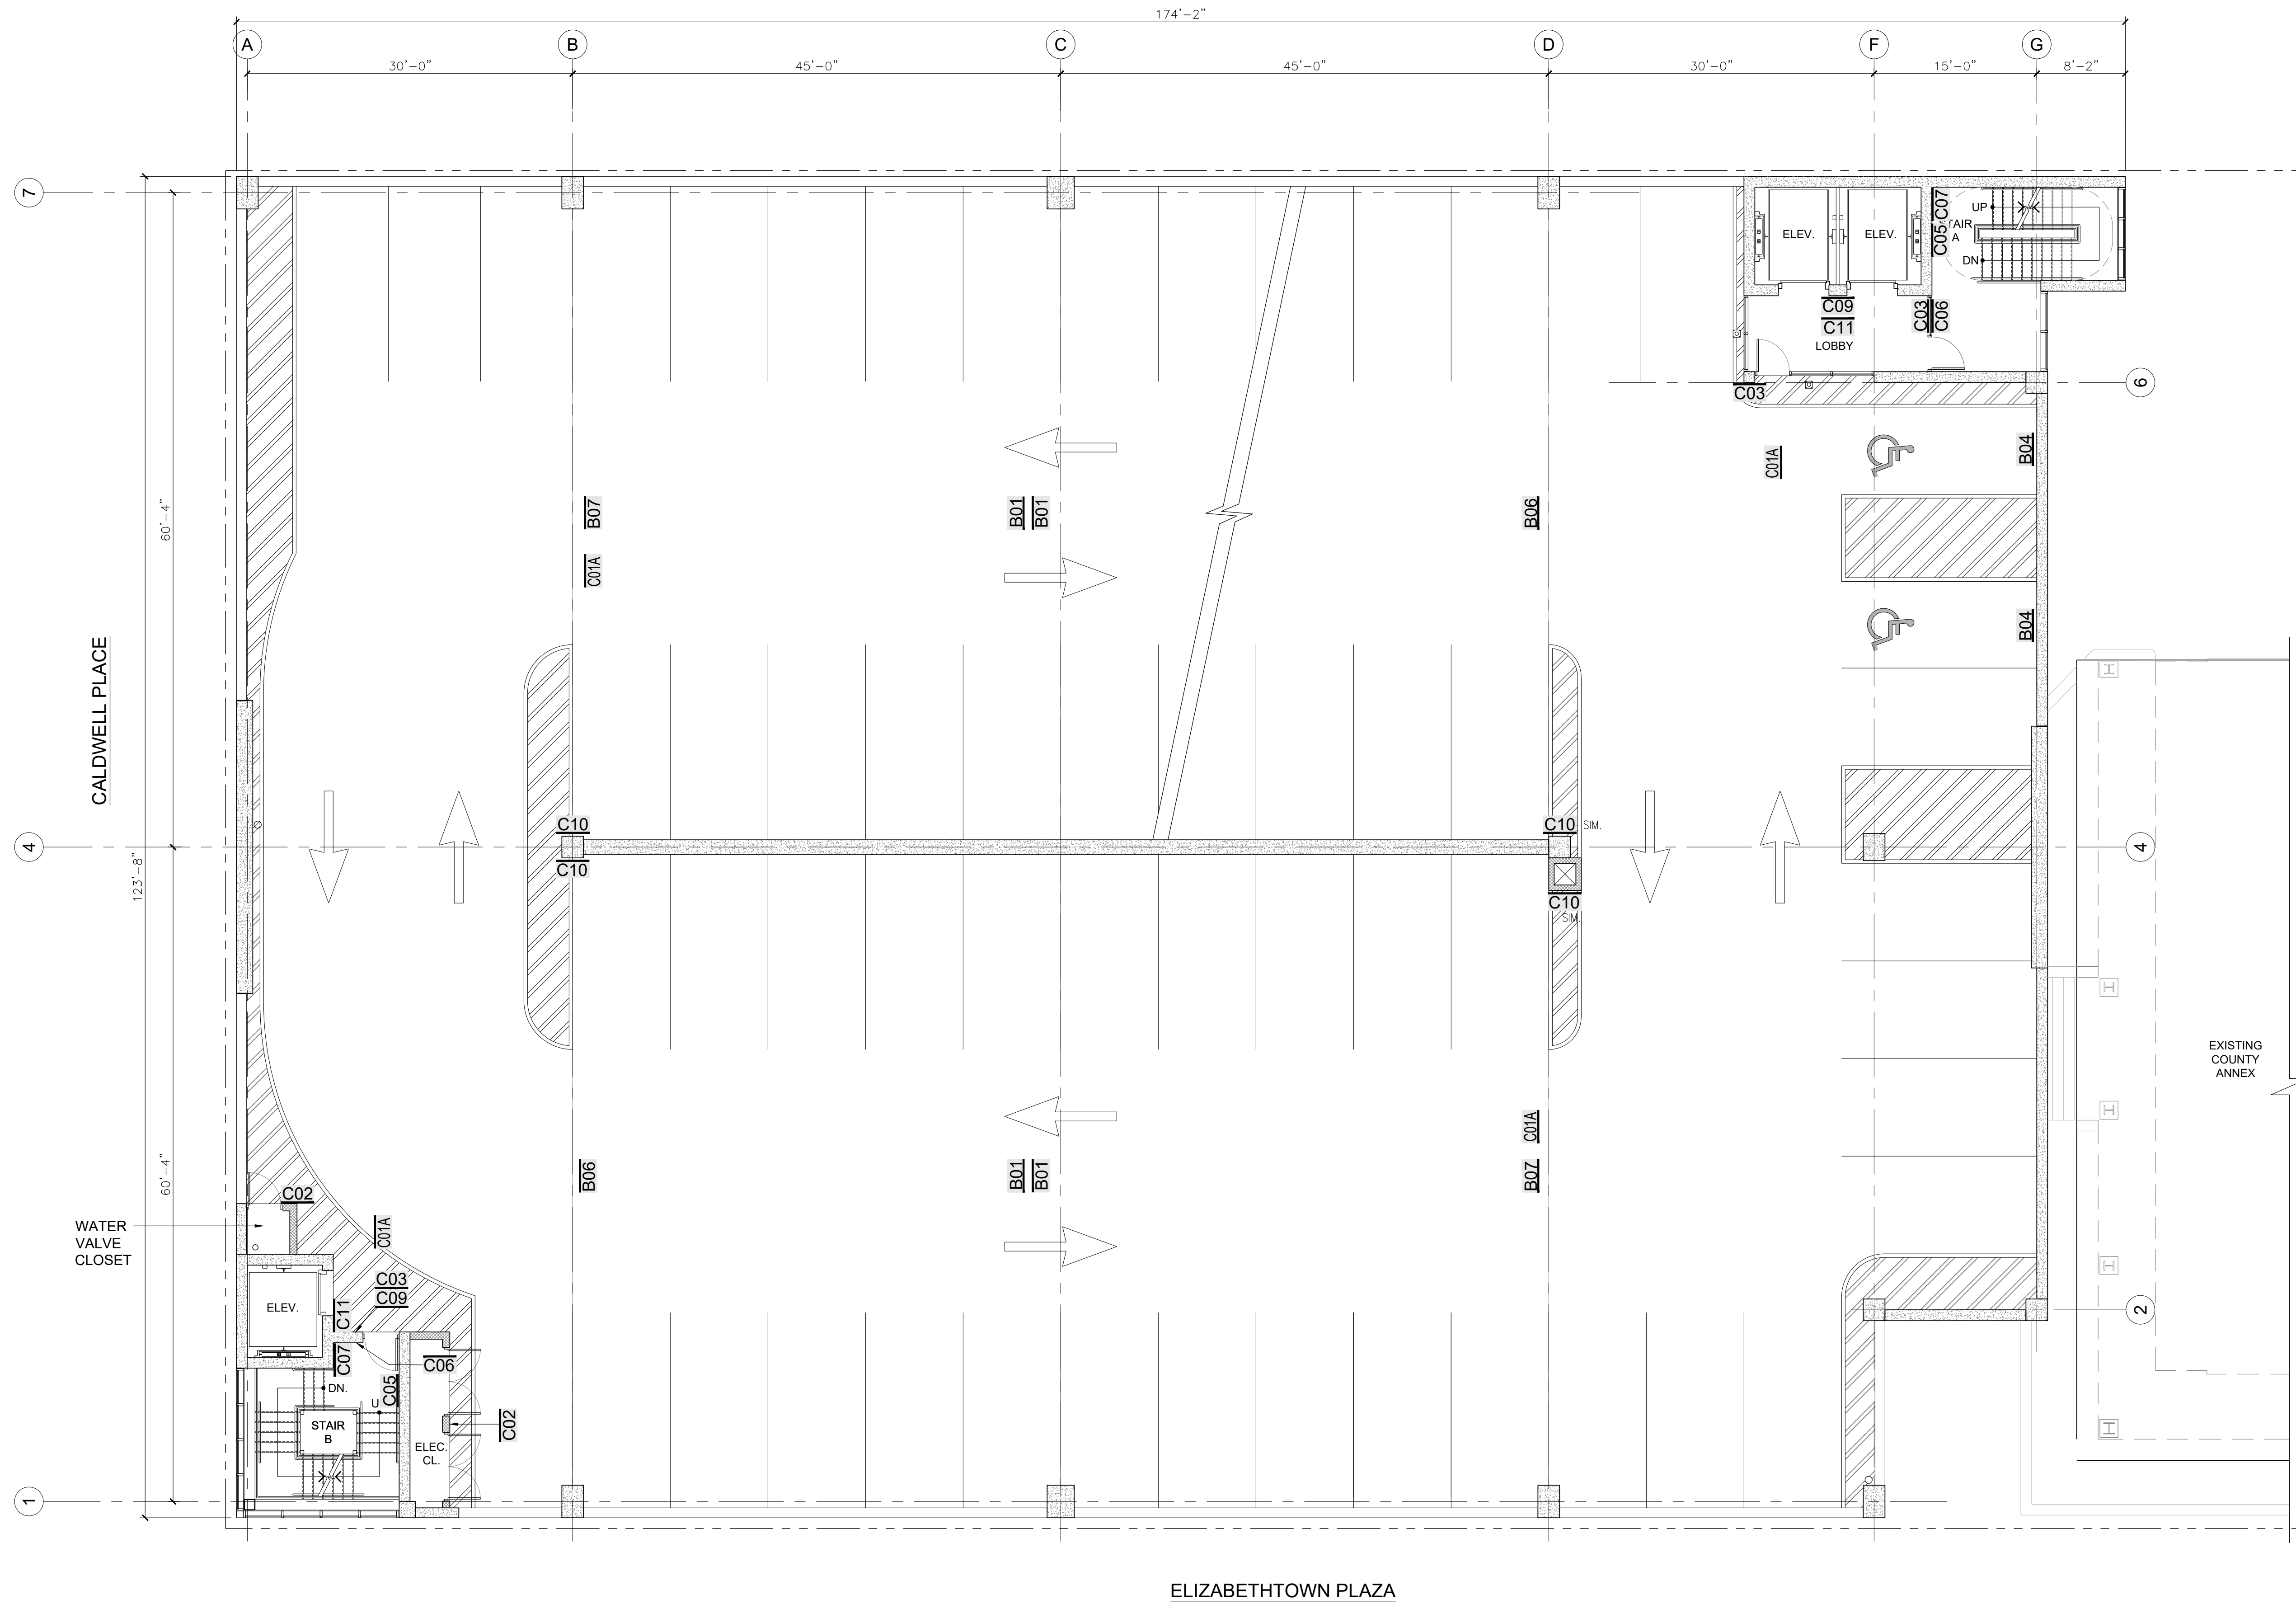 174'-2"
A
B
C
D
F
G
30'-0"
45'-0"
45'-0"
30'-0"
15'-0"
8'-2"
7
ELEV.
ELEV.
C07
C05
UP
TAIR
A
DN
C09
C11
LOBBY
C03
C06
C03
6
C01A
B04
60'-4"
B07
B01
B01
B06
C01A
B04
CALDWELL PLACE
C10
C10
C10
SIM.
C10
SIM.
4
4
123'-8"
EXISTING
COUNTY
ANNEX
C01A
60'-4"
B06
B01
B01
B07
C02
WATER
VALVE
CLOSET
C01A
C03
C09
ELEV.
C11
2
C07
C06
C05
DN.
U
STAIR
B
C02
ELEC.
CL.
1
H
H
H
H
H
ELIZABETHTOWN PLAZA